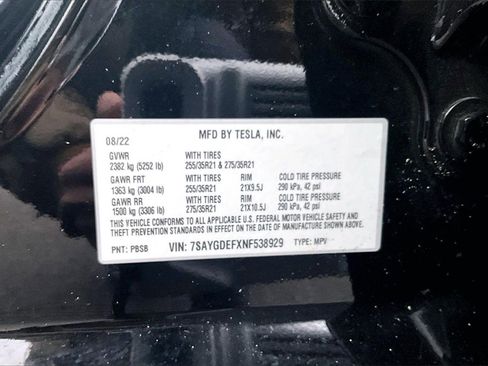 08/22 MFD BY TESLA, INC.
GVWR WITH TIRES
2382 kg (5252 lb) 255/35R21 & 275/35R21
GAWR FRT WITH TIRES RIM COLD TIRE PRESSURE
1363 kg (3004 lb) 255/35R21 21X9.5J 290 kPa, 42 psi
GAWR RR WITH TIRES RIM COLD TIRE PRESSURE
1500 kg (3306 lb) 275/35R21 21X10.5J 290 kPa, 42 psi
THIS VEHICLE CONFORMS TO ALL APPLICABLE U.S. FEDERAL MOTOR VEHICLE SAFETY AND
THEFT PREVENTION STANDARDS IN EFFECT ON THE DATE OF MANUFACTURE SHOWN ABOVE.
PNT: PBSB VIN: 7SAYGDEFXNF538929 TYPE: MPV